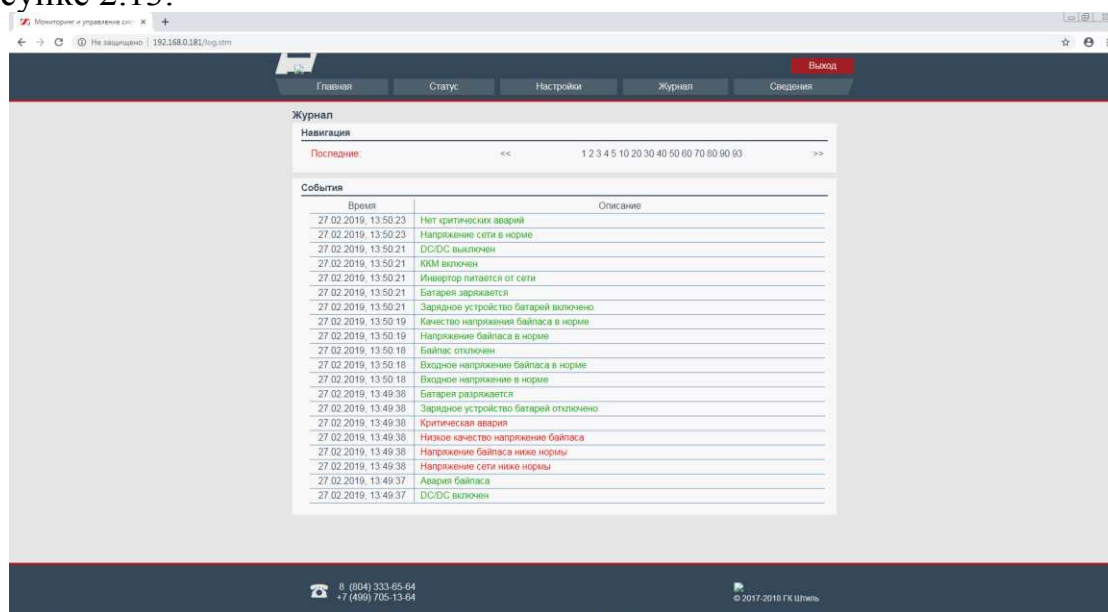 сунке 2.15.
Мониторинг и управление сис
Не защищено 192.168.0.181/log.stm
Выход
Главная Статус Настройки Журнал Сведения
Журнал
Навигация
Последние: << 1 2 3 4 5 10 20 30 40 50 60 70 80 90 93 >>
События
Время Описание
27.02.2019, 13:50:23 Нет критических аварий
27.02.2019, 13:50:23 Напряжение сети в норме
27.02.2019, 13:50:21 DC/DC выключен
27.02.2019, 13:50:21 ККМ включен
27.02.2019, 13:50:21 Инвертор питается от сети
27.02.2019, 13:50:21 Батарея заряжается
27.02.2019, 13:50:21 Зарядное устройство батарей включено
27.02.2019, 13:50:19 Качество напряжения байпаса в норме
27.02.2019, 13:50:19 Напряжение байпаса в норме
27.02.2019, 13:50:18 Байпас отключен
27.02.2019, 13:50:18 Входное напряжение байпаса в норме
27.02.2019, 13:50:18 Входное напряжение в норме
27.02.2019, 13:49:38 Батарея разряжается
27.02.2019, 13:49:38 Зарядное устройство батарей отключено
27.02.2019, 13:49:38 Критическая авария
27.02.2019, 13:49:38 Низкое качество напряжение байпаса
27.02.2019, 13:49:38 Напряжение байпаса ниже нормы
27.02.2019, 13:49:38 Напряжение сети ниже нормы
27.02.2019, 13:49:37 Авария байпаса
27.02.2019, 13:49:37 DC/DC включен
8 (804) 333-65-64
+7 (499) 705-13-64
© 2017-2018 ГК Штиль